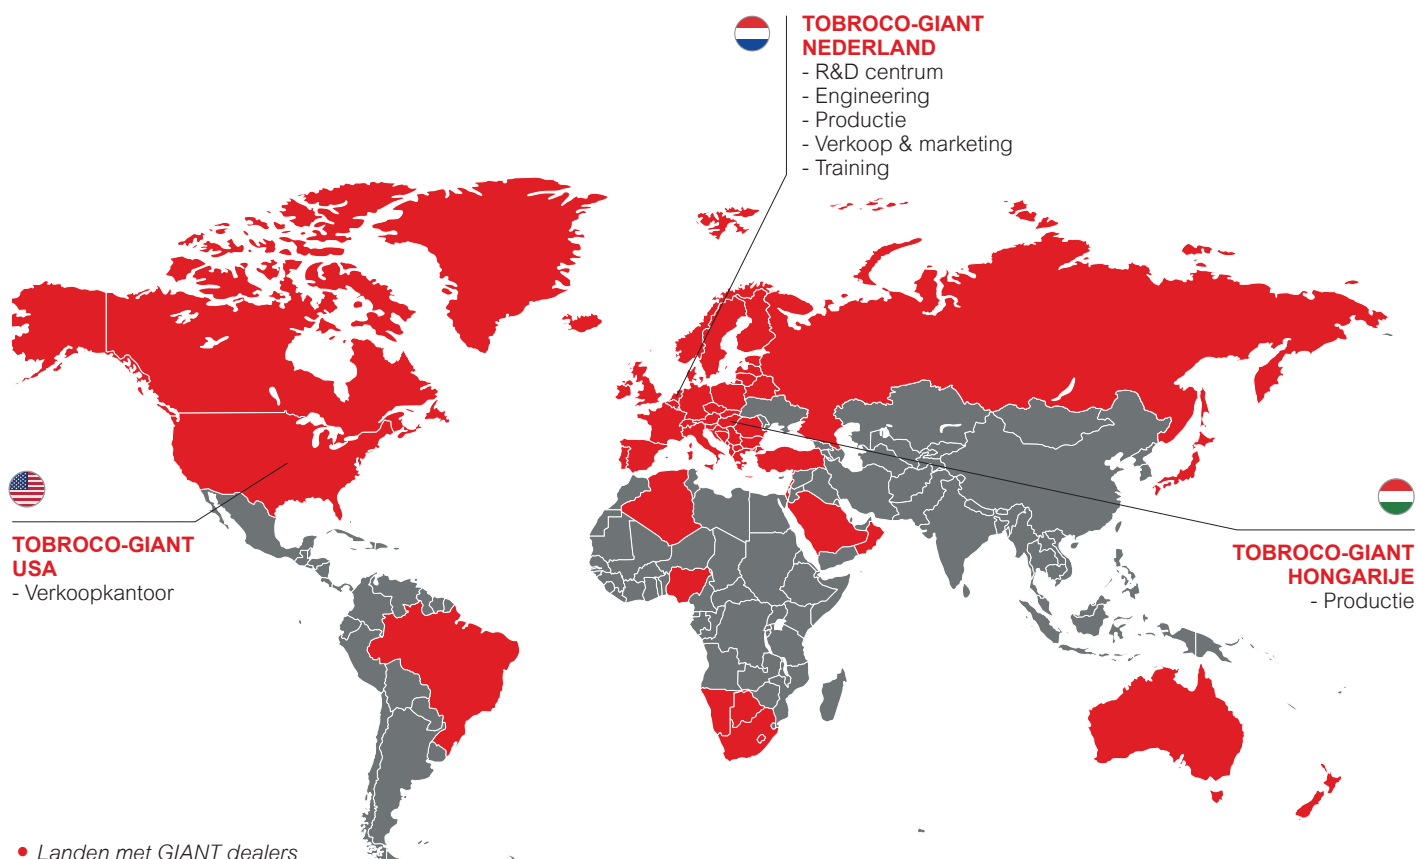 TOBROCO-GIANT
NEDERLAND
- R&D centrum
- Engineering
- Productie
- Verkoop & marketing
- Training
TOBROCO-GIANT
USA
- Verkoopkantoor
TOBROCO-GIANT
HONGARIJE
- Productie
• Landen met GIANT dealers